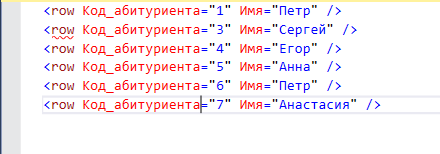 <row Код_абитуриента="1" Имя="Петр" />
<row Код_абитуриента="3" Имя="Сергей" />
<row Код_абитуриента="4" Имя="Егор" />
<row Код_абитуриента="5" Имя="Анна" />
<row Код_абитуриента="6" Имя="Петр" />
<row Код_абитуриента="7" Имя="Анастасия" />